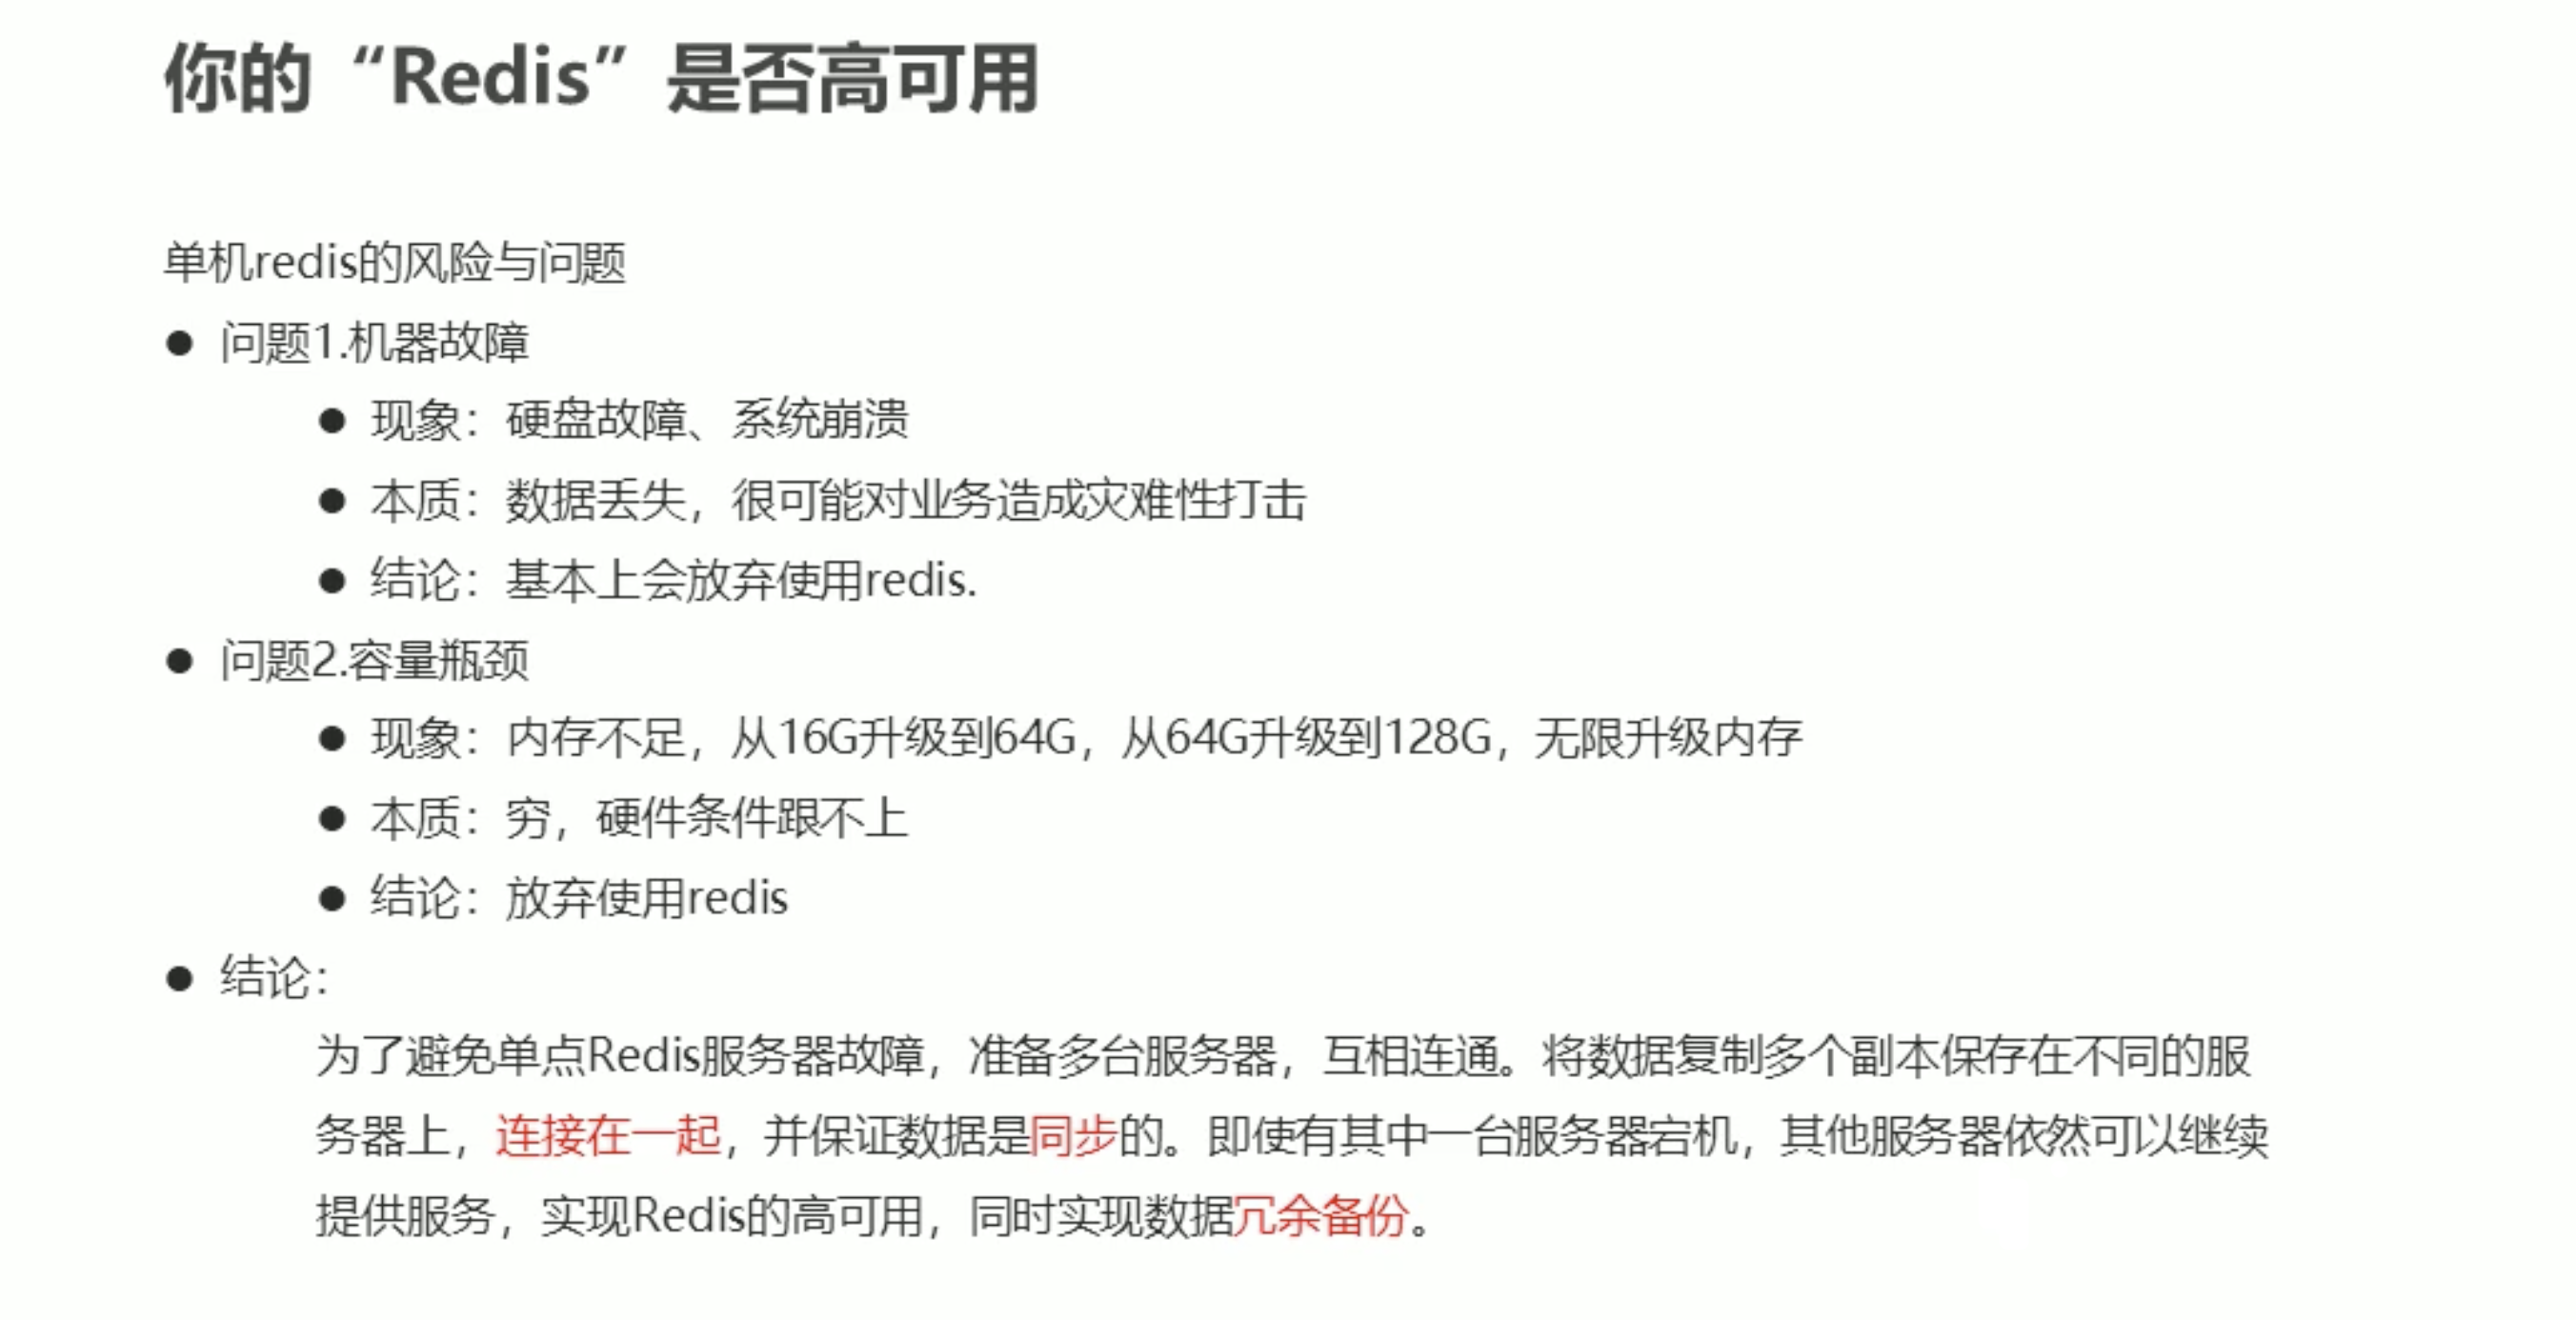 你的“Redis”是否高可用
单机redis的风险与问题
● 问题1.机器故障
● 现象：硬盘故障、系统崩溃
● 本质：数据丢失，很可能对业务造成灾难性打击
● 结论：基本上会放弃使用redis.
● 问题2.容量瓶颈
● 现象：内存不足，从16G升级到64G，从64G升级到128G，无限升级内存
● 本质：穷，硬件条件跟不上
● 结论：放弃使用redis
● 结论：
为了避免单点Redis服务器故障，准备多台服务器，互相连通。将数据复制多个副本保存在不同的服
务器上，连接在一起，并保证数据是同步的。即使有其中一台服务器宕机，其他服务器依然可以继续
提供服务，实现Redis的高可用，同时实现数据冗余备份。